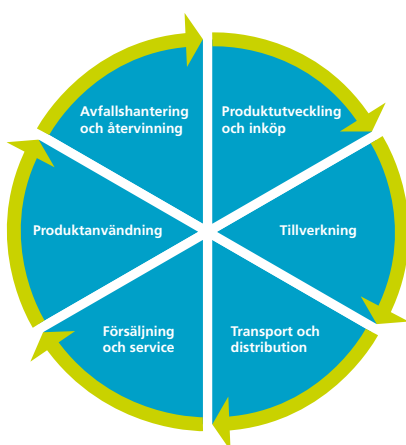 Avfallshantering
och återvinning
Produktutveckling
och inköp
Produktanvändning
Tillverkning
Försäljning
och service
Transport och
distribution